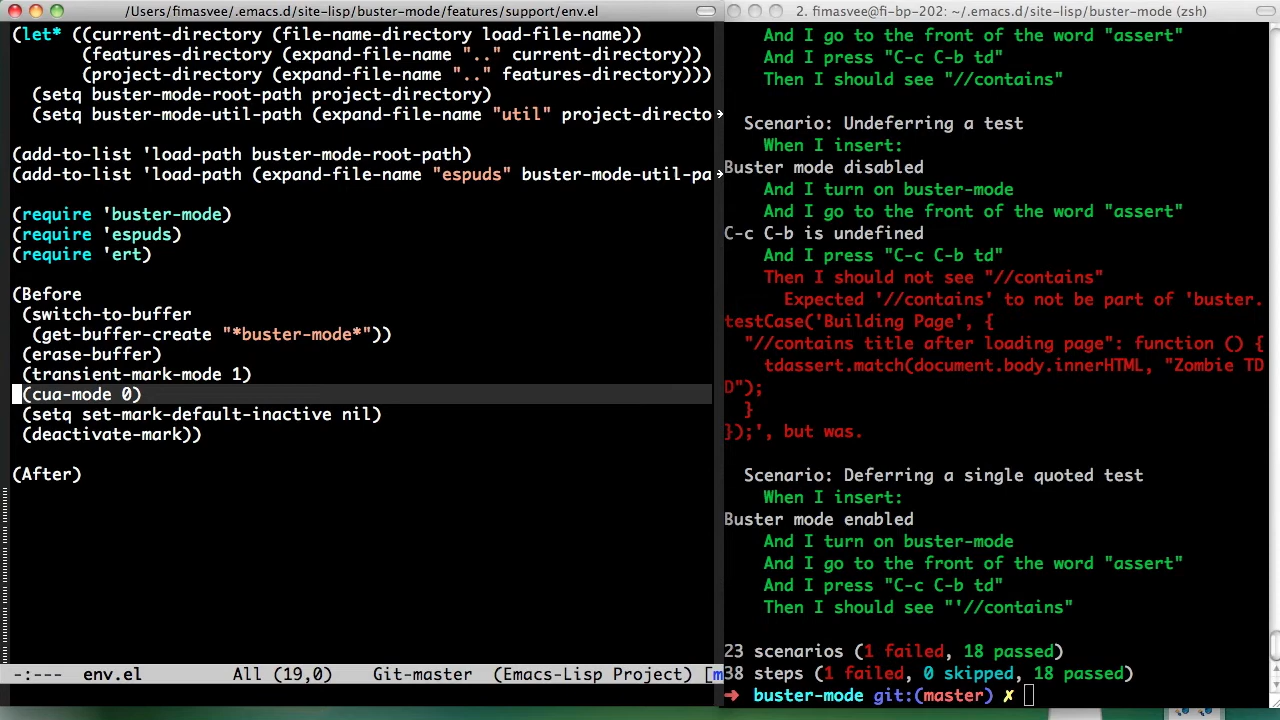 /Users/fimasvee/.emacs.d/site-lisp/buster-mode/features/support/env.el
(let* ((current-directory (file-name-directory load-file-name))
(features-directory (expand-file-name ".." current-directory))
(project-directory (expand-file-name ".." features-directory)))
(setq buster-mode-root-path project-directory)
(setq buster-mode-util-path (expand-file-name "util" project-directo
(add-to-list 'load-path buster-mode-root-path)
(add-to-list 'load-path (expand-file-name "espuds" buster-mode-util-pa
(require 'buster-mode)
(require 'espuds)
(require 'ert)
(Before
(switch-to-buffer
(get-buffer-create "*buster-mode*"))
(erase-buffer)
(transient-mark-mode 1)
(cua-mode 0)
(setq set-mark-default-inactive nil)
(deactivate-mark))
(After)
-:---  env.el  All (19,0)  Git-master  (Emacs-Lisp Project) [m
2. fimasvee@fi-bp-202: ~/.emacs.d/site-lisp/buster-mode (zsh)
And I go to the front of the word "assert"
And I press "C-c C-b td"
Then I should see "//contains"
Scenario: Undeferring a test
When I insert:
Buster mode disabled
And I turn on buster-mode
And I go to the front of the word "assert"
C-c C-b is undefined
And I press "C-c C-b td"
Then I should not see "//contains"
Expected '//contains' to not be part of 'buster.
testCase('Building Page', {
"//contains title after loading page": function () {
tdassert.match(document.body.innerHTML, "Zombie TD
D");
}
});', but was.
Scenario: Deferring a single quoted test
When I insert:
Buster mode enabled
And I turn on buster-mode
And I go to the front of the word "assert"
And I press "C-c C-b td"
Then I should see "'//contains"
23 scenarios (1 failed, 18 passed)
38 steps (1 failed, 0 skipped, 18 passed)
➜ buster-mode git:(master) ✗